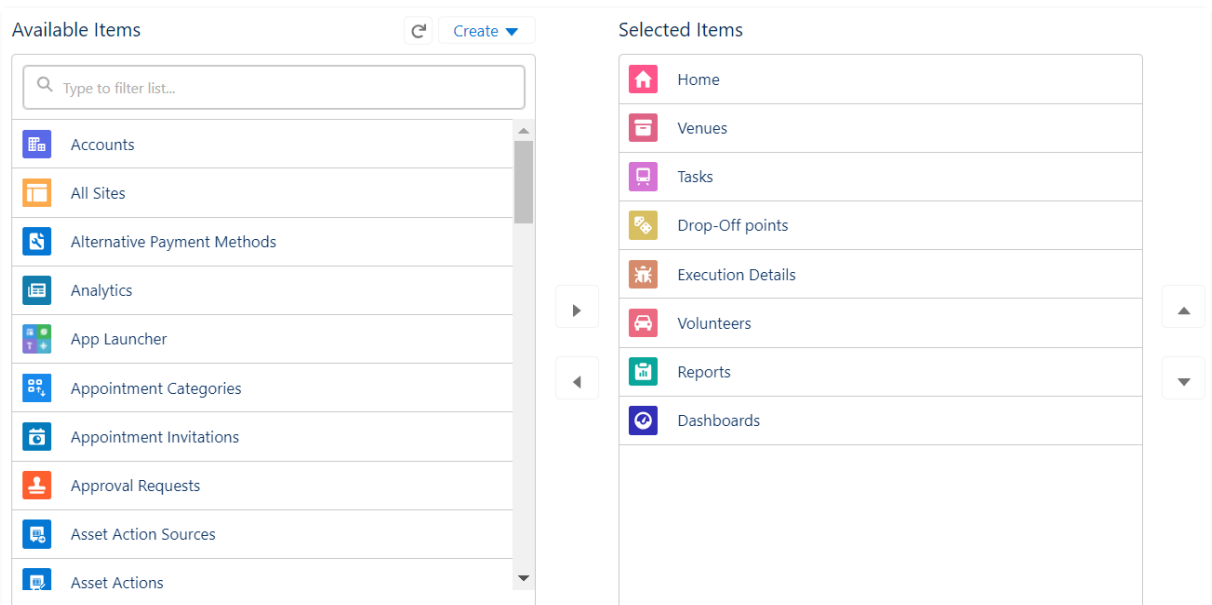 Available Items
Create
Type to filter list...
Accounts
All Sites
Alternative Payment Methods
Analytics
App Launcher
Appointment Categories
Appointment Invitations
Approval Requests
Asset Action Sources
Asset Actions
Selected Items
Home
Venues
Tasks
Drop-Off points
Execution Details
Volunteers
Reports
Dashboards